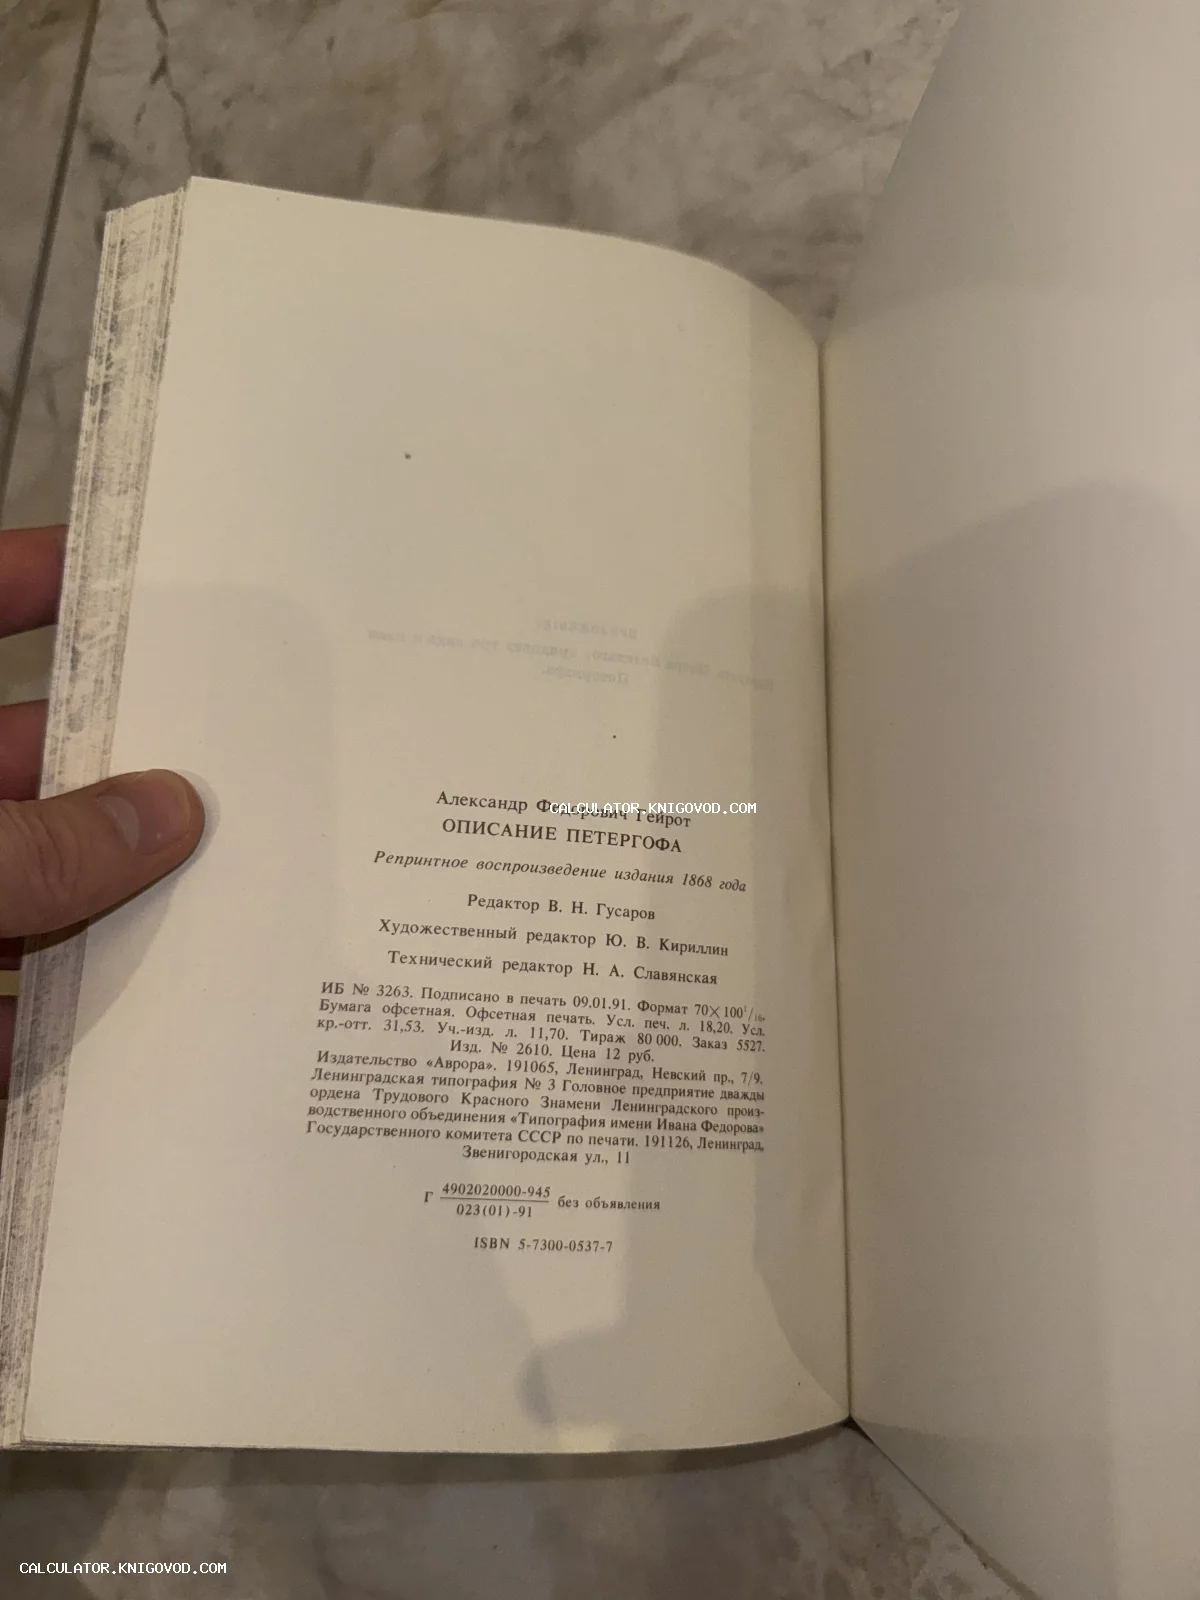 Александр Федорович Гейрот
ОПИСАНИЕ ПЕТЕРГОФА
Репринтное воспроизведение издания 1868 года
Редактор В. Н. Гусаров
Художественный редактор Ю. В. Кириллин
Технический редактор Н. А. Славянская
ИБ № 3263. Подписано в печать 09.01.91. Формат 70×100¹/₁₆.
Бумага офсетная. Офсетная печать. Усл. печ. л. 18,20. Усл.
кр.-отт. 31,53. Уч.-изд. л. 11,70. Тираж 80 000. Заказ 5527.
Изд. № 2610. Цена 12 руб.
Издательство «Аврора». 191065, Ленинград, Невский пр., 7/9.
Ленинградская типография № 3 Головное предприятие дважды
ордена Трудового Красного Знамени Ленинградского произ-
водственного объединения «Типография имени Ивана Федорова»
Государственного комитета СССР по печати. 191126, Ленинград,
Звенигородская ул., 11
Г 4902020000-945 без объявления
023(01)-91
ISBN 5-7300-0537-7
CALCULATOR.KNIGOVOD.COM
CALCULATOR.KNIGOVOD.COM